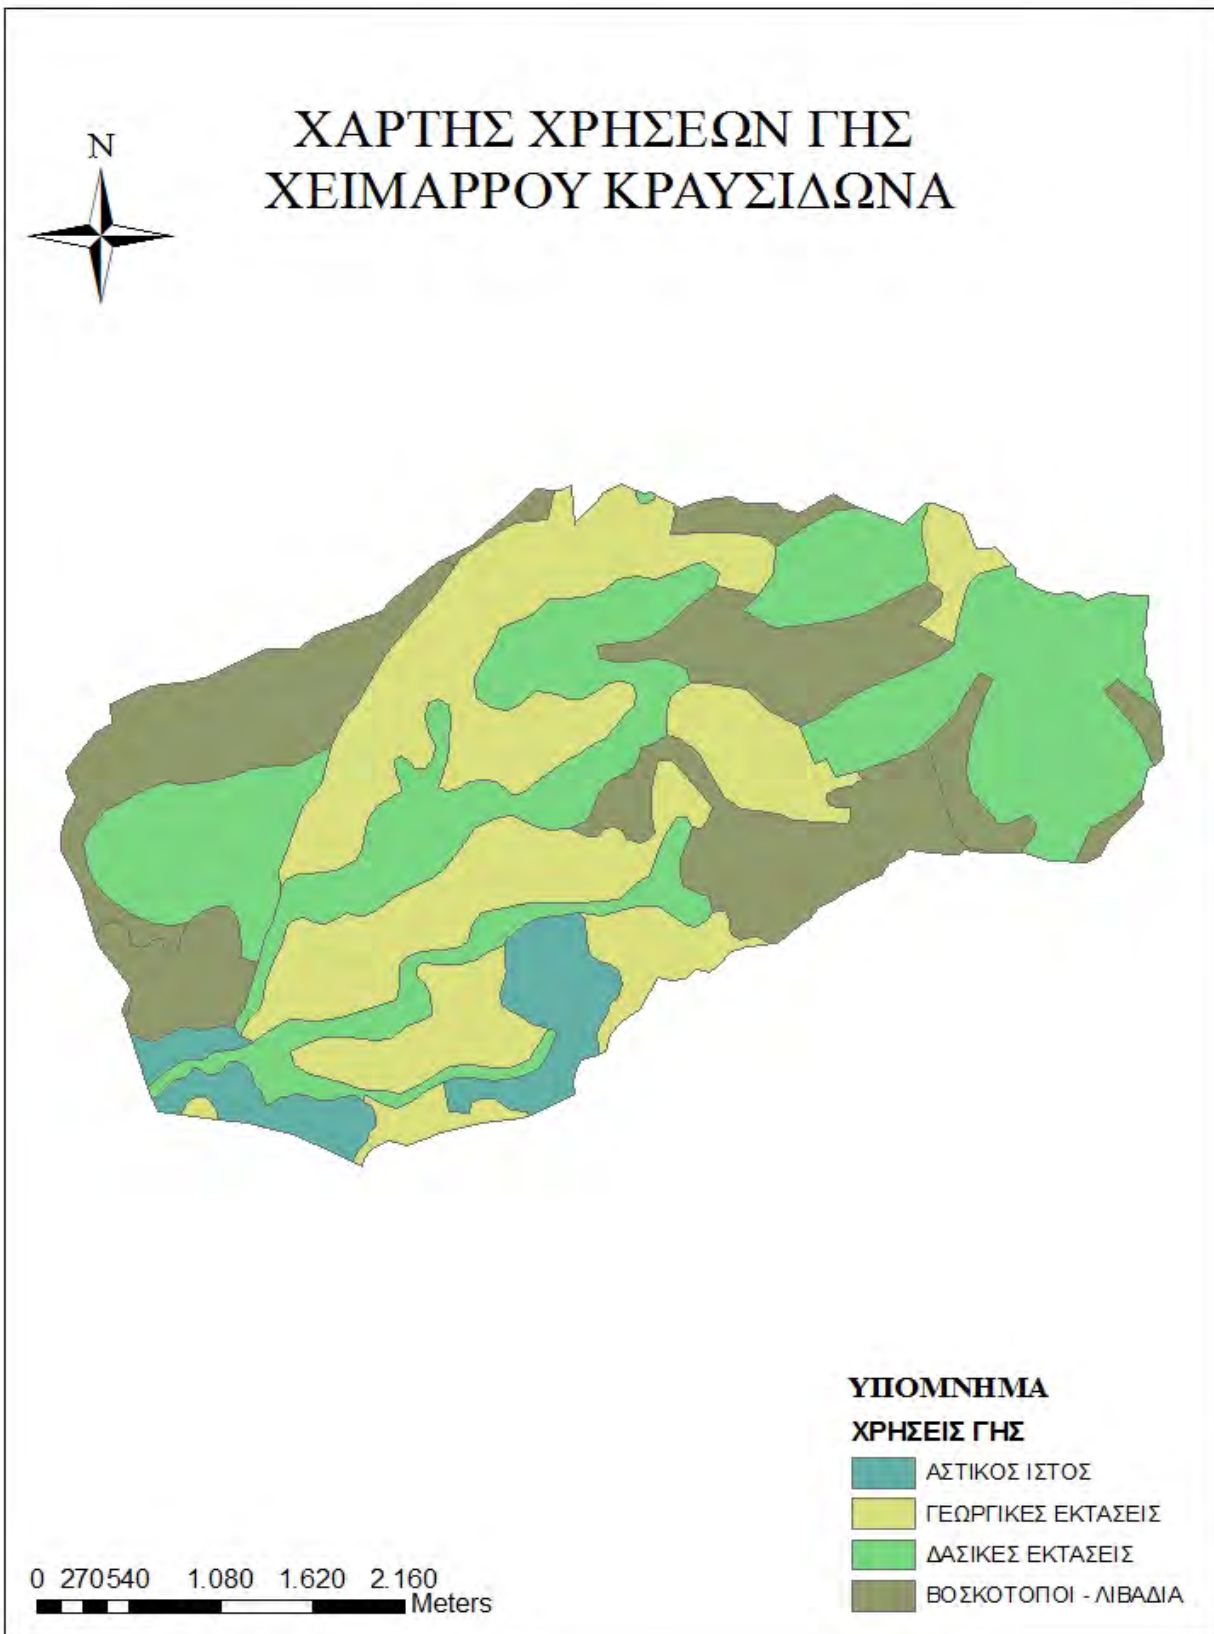 ΧΑΡΤΗΣ ΧΡΗΣΕΩΝ ΓΗΣ
ΧΕΙΜΑΡΡΟΥ ΚΡΑΥΣΙΔΩΝΑ
N
ΥΠΟΜΝΗΜΑ
ΧΡΗΣΕΙΣ ΓΗΣ
ΑΣΤΙΚΟΣ ΙΣΤΟΣ
ΓΕΩΡΓΙΚΕΣ ΕΚΤΑΣΕΙΣ
ΔΑΣΙΚΕΣ ΕΚΤΑΣΕΙΣ
ΒΟΣΚΟΤΟΠΟΙ - ΛΙΒΑΔΙΑ
0 270540 1.080 1.620 2.160
Meters